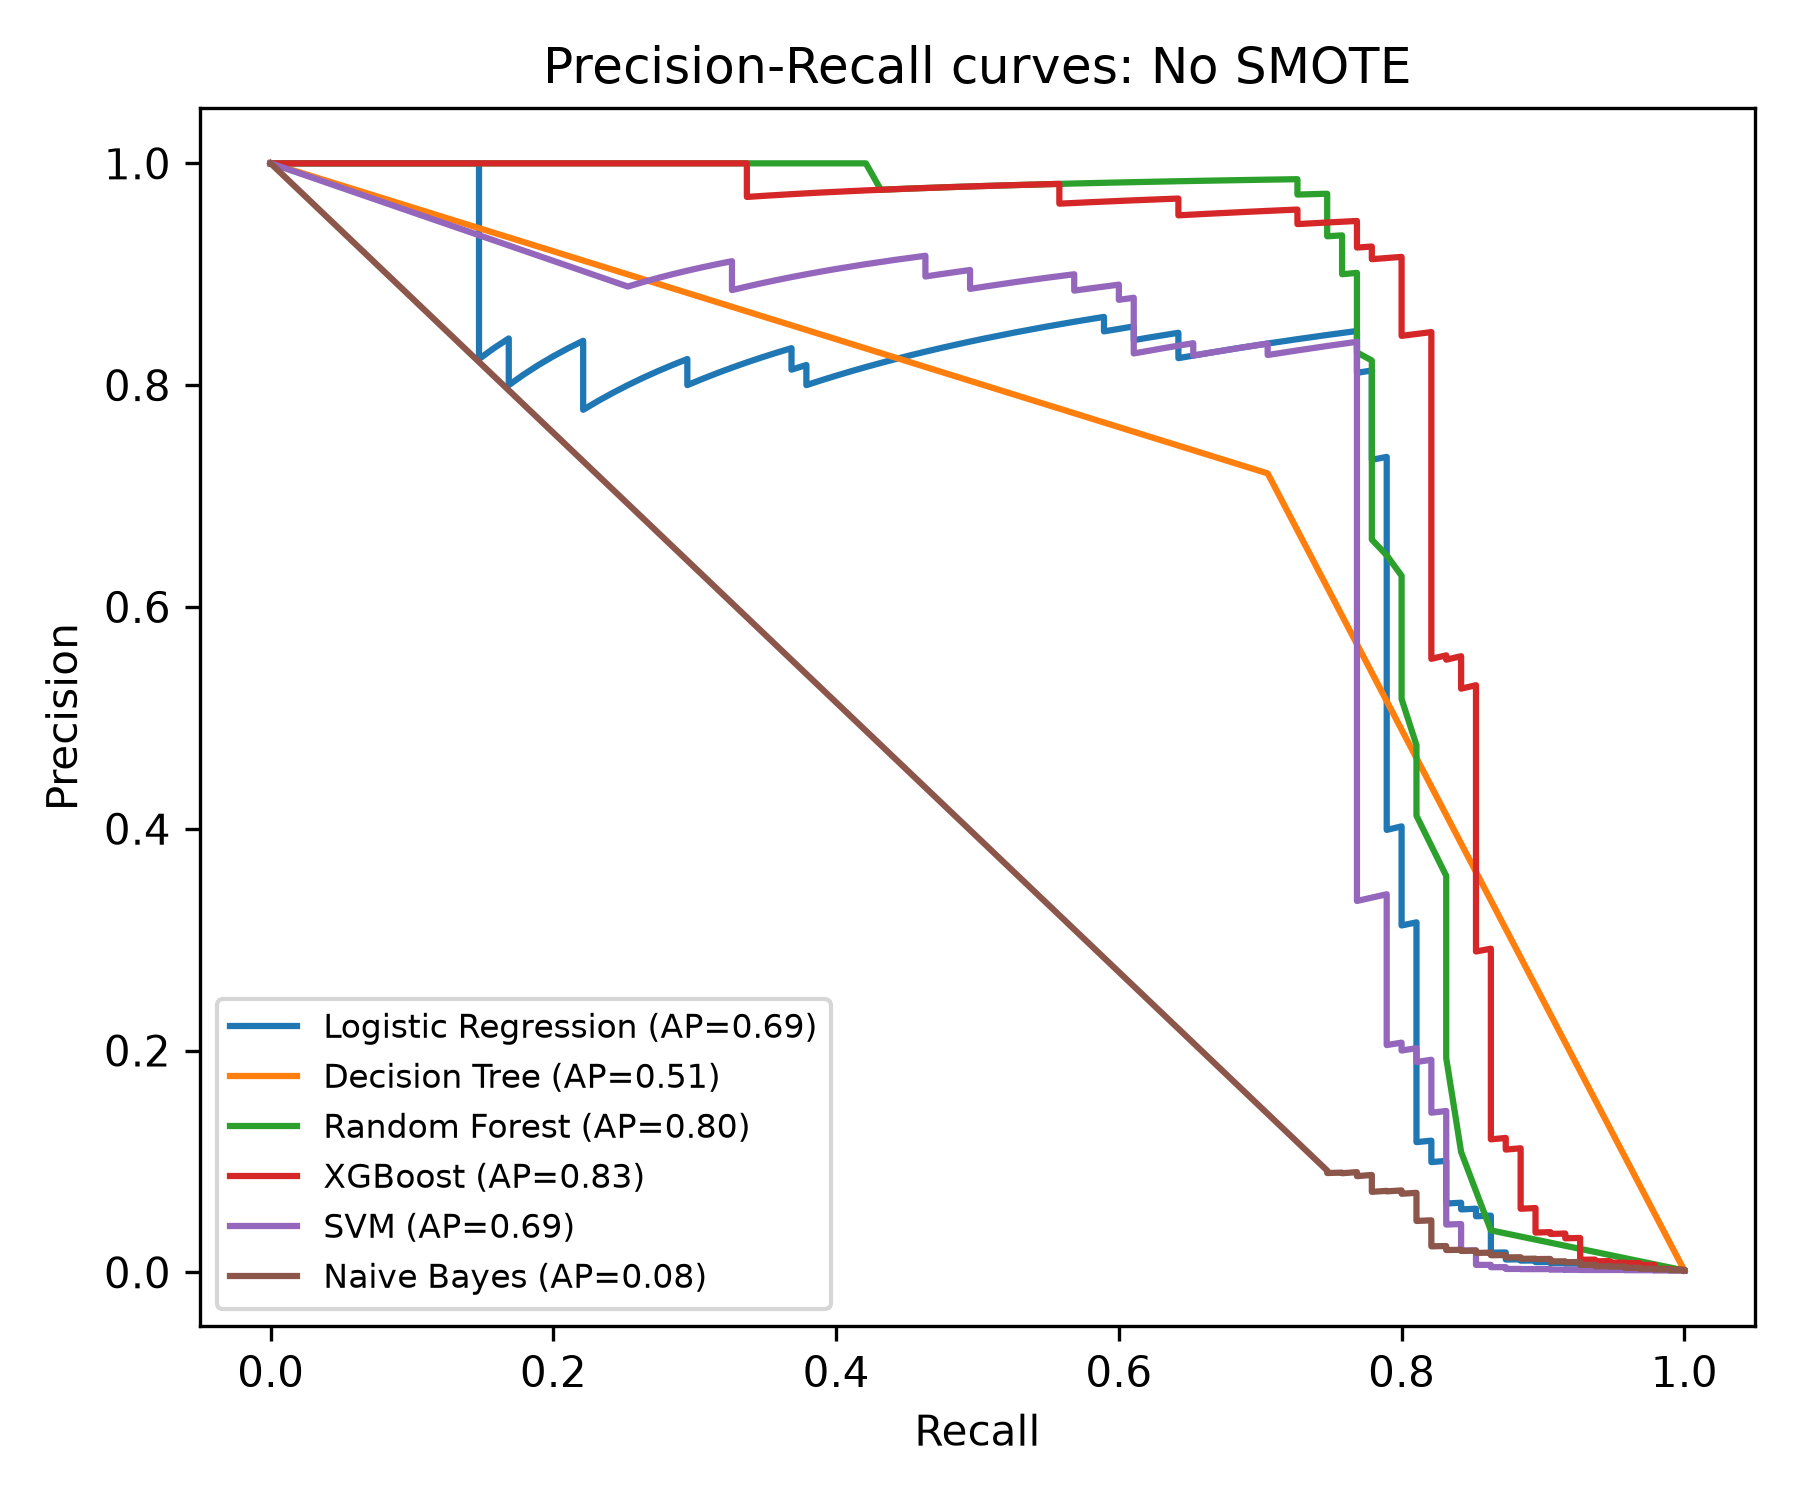 Precision-Recall curves: No SMOTE
1.0
0.8
0.6
0.4
0.2
0.0
Precision
Logistic Regression (AP=0.69)
Decision Tree (AP=0.51)
Random Forest (AP=0.80)
XGBoost (AP=0.83)
SVM (AP=0.69)
Naive Bayes (AP=0.08)
0.0 0.2 0.4 0.6 0.8 1.0
Recall